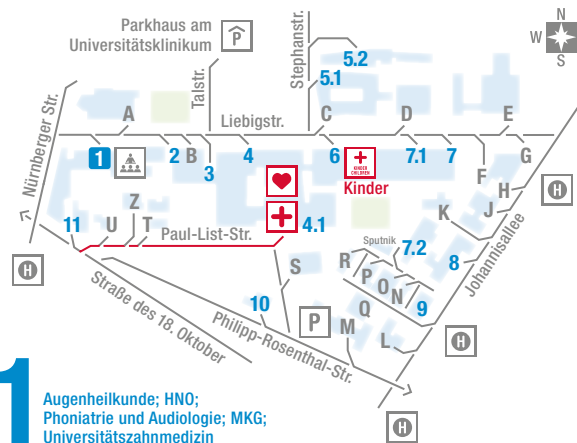 Parkhaus am
Universitätsklinikum
P
Stephanstr.
5.2
5.1
N
W
S
Talstr.
Nürnberger Str.
A
Liebigstr.
C
D
E
1
2
B
3
4
6
KINDER
CHILDREN
Kinder
7.1
7
F
G
H
H
J
K
Johannisallee
11
U
Z
T
Paul-List-Str.
4.1
Sputnik
7.2
R
P
O
N
Q
8
9
S
H
Straße des 18. Oktober
10
Philipp-Rosenthal-Str.
P
M
L
H
H
1
Augenheilkunde; HNO;
Phoniatrie und Audiologie; MKG;
Universitätszahnmedizin